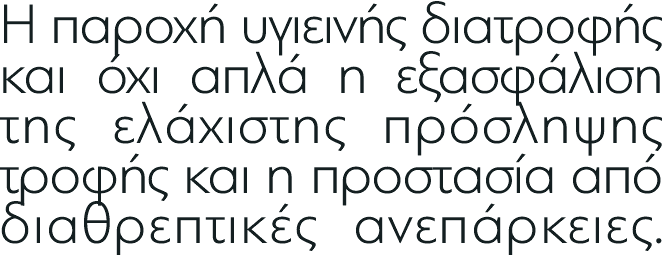 Η παροχή υγιεινής διατροφής
και όχι απλά η εξασφάλιση
της ελάχιστης πρόσληψης
τροφής και η προστασία από
διαθρεπτικές ανεπάρκειες.